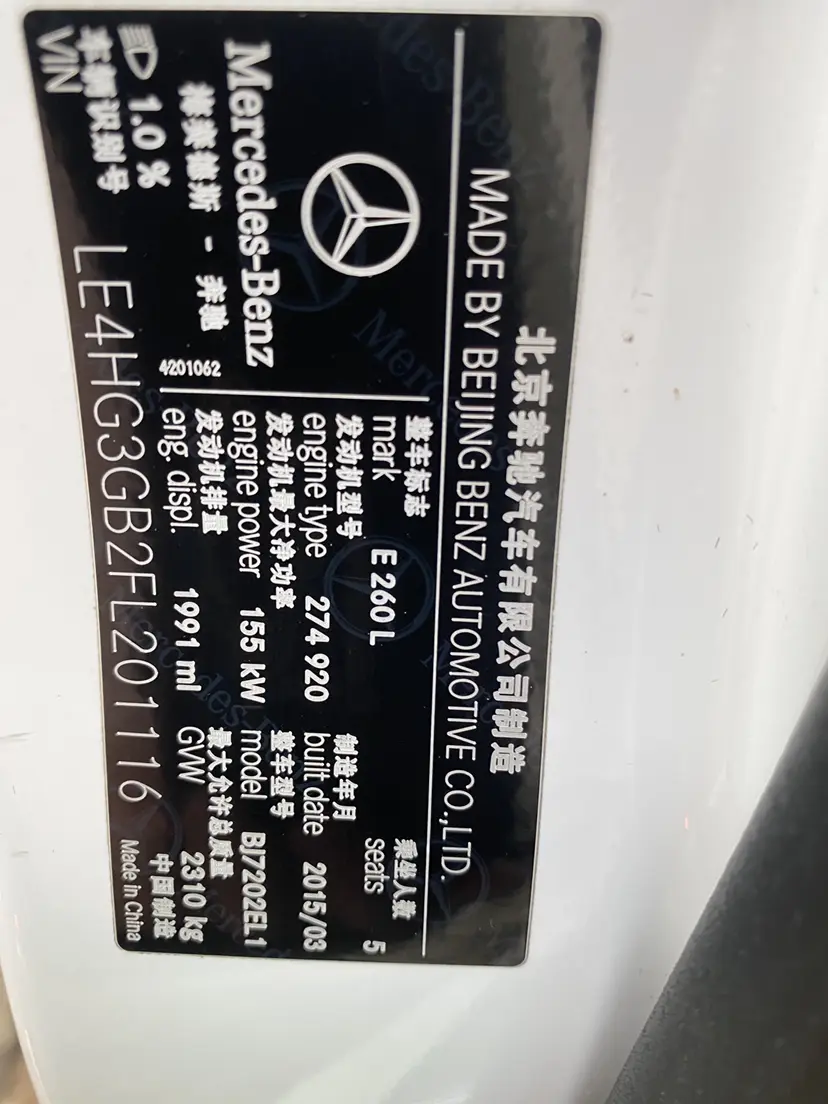 北京奔驰汽车有限公司制造
MADE BY BEIJING BENZ AUTOMOTIVE CO.,LTD.
Mercedes-Benz
梅赛德斯 - 奔驰
4201062
1.0 %
整车标志
mark E 260 L
乘坐人数
seats 5
发动机型号
engine type 274 920
制造年月
built date 2015/03
发动机最大净功率
engine power 155 kW
整车型号
model BJ7202EL1
发动机排量
eng. displ. 1991 ml
最大允许总质量
GVW 2310 kg
车辆识别号
VIN LE4HG3GB2FL201116
中国制造
Made in China